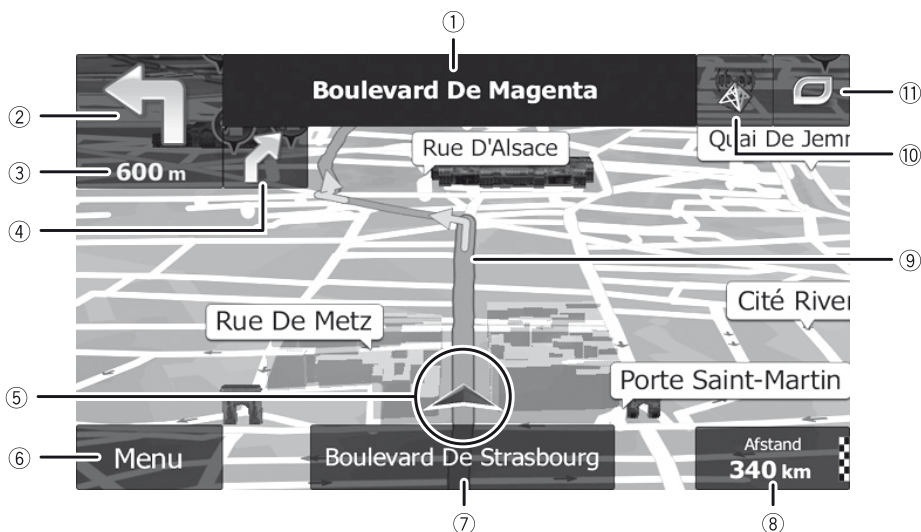 ①
Boulevard De Magenta
②
⑪
Rue D'Alsace
Quai De Jemm
⑩
③
600 m
④
⑨
Cité River
Rue De Metz
Porte Saint-Martin
⑤
Afstand
⑥
Menu
Boulevard De Strasbourg
340 km
⑦
⑧